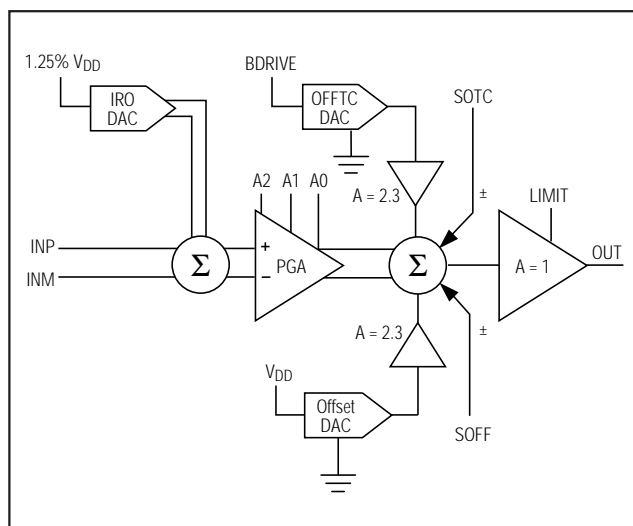 1.25% VDD
IRO
DAC
BDRIVE
OFFTC
DAC
SOTC
A2
A1
A0
A = 2.3
±
LIMIT
INP
INM
Σ
+
−
PGA
Σ
A = 1
OUT
A = 2.3
±
VDD
Offset
DAC
SOFF